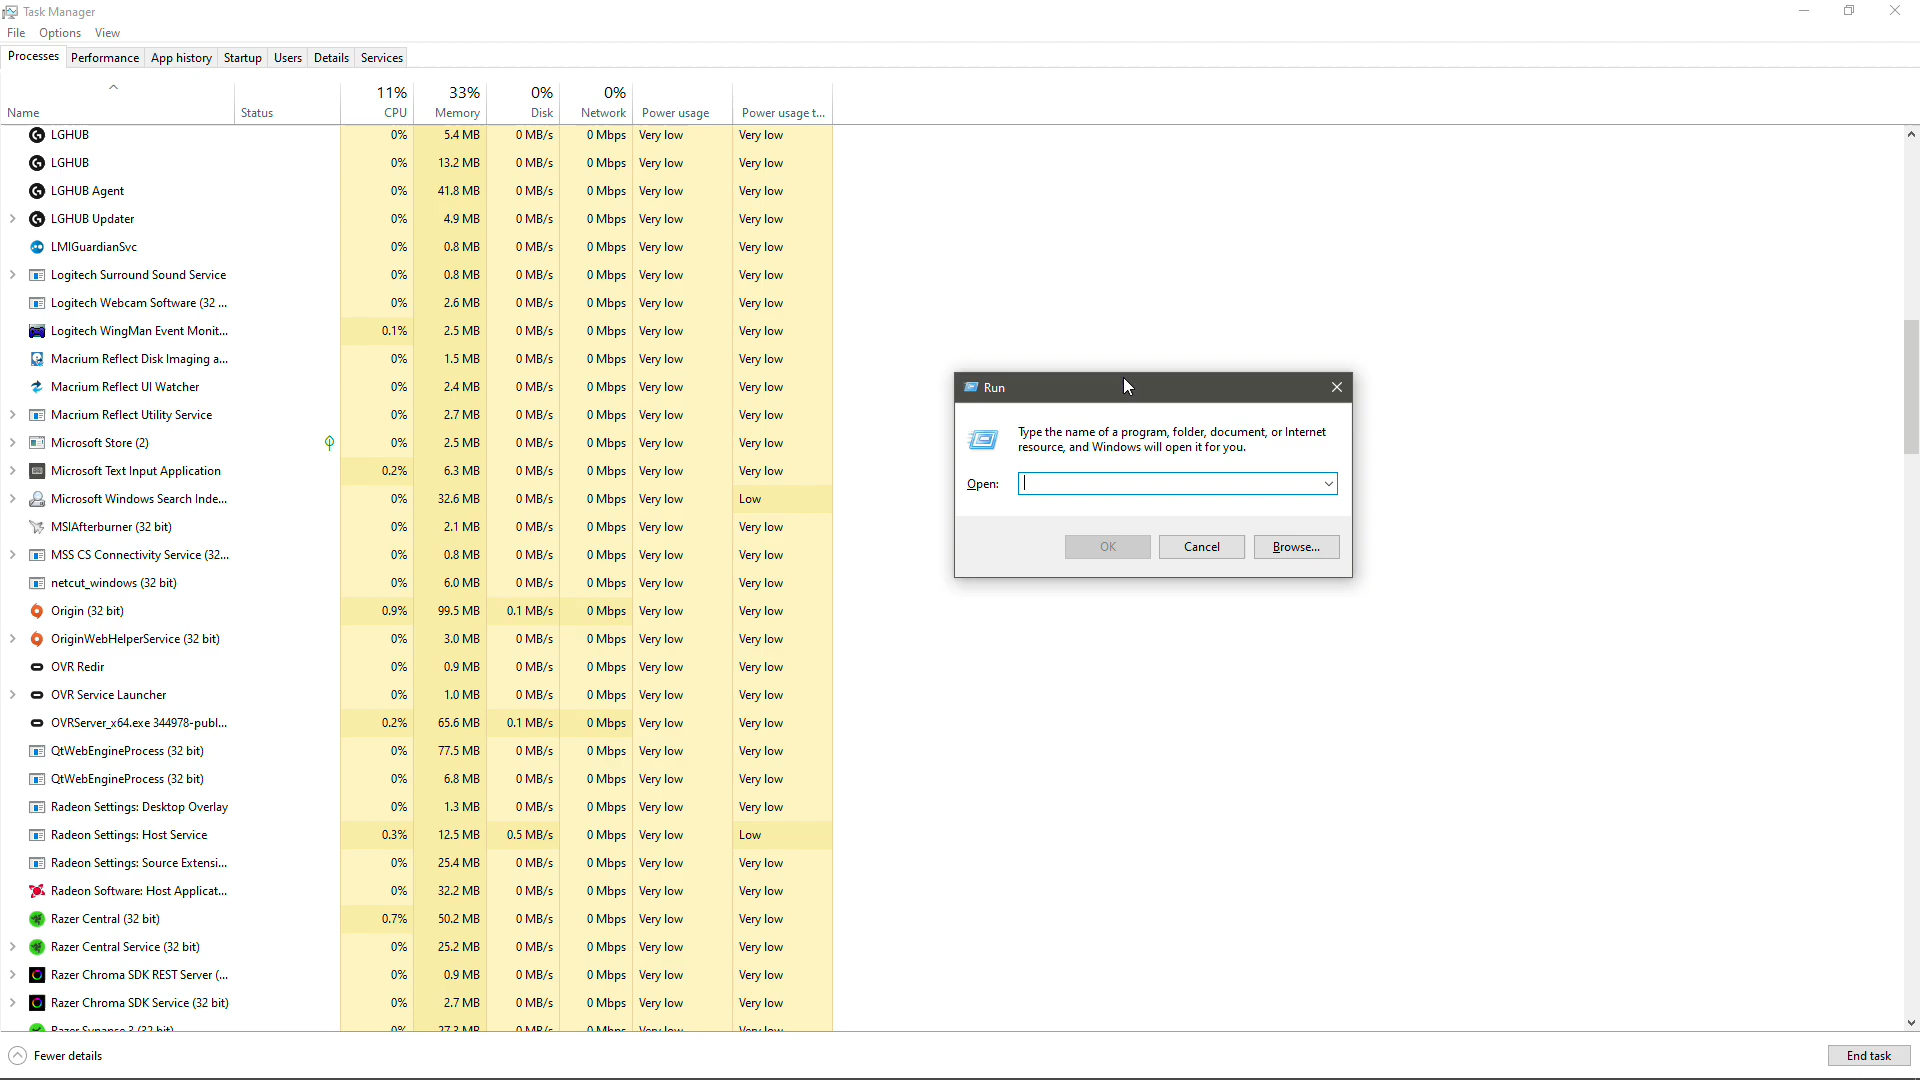 Task Manager
File Options View
Processes Performance App history Startup Users Details Services
11% 33% 0% 0%
Name Status CPU Memory Disk Network Power usage Power usage t...
LGHUB 0% 5.4 MB 0 MB/s 0 Mbps Very low Very low
LGHUB 0% 13.2 MB 0 MB/s 0 Mbps Very low Very low
LGHUB Agent 0% 41.8 MB 0 MB/s 0 Mbps Very low Very low
LGHUB Updater 0% 4.9 MB 0 MB/s 0 Mbps Very low Very low
LMIGuardianSvc 0% 0.8 MB 0 MB/s 0 Mbps Very low Very low
Logitech Surround Sound Service 0% 0.8 MB 0 MB/s 0 Mbps Very low Very low
Logitech Webcam Software (32 ... 0% 2.6 MB 0 MB/s 0 Mbps Very low Very low
Logitech WingMan Event Monit... 0.1% 2.5 MB 0 MB/s 0 Mbps Very low Very low
Macrium Reflect Disk Imaging a... 0% 1.5 MB 0 MB/s 0 Mbps Very low Very low
Macrium Reflect UI Watcher 0% 2.4 MB 0 MB/s 0 Mbps Very low Very low
Macrium Reflect Utility Service 0% 2.7 MB 0 MB/s 0 Mbps Very low Very low
Microsoft Store (2) 0% 2.5 MB 0 MB/s 0 Mbps Very low Very low
Microsoft Text Input Application 0.2% 6.3 MB 0 MB/s 0 Mbps Very low Very low
Microsoft Windows Search Inde... 0% 32.6 MB 0 MB/s 0 Mbps Very low Low
MSIAfterburner (32 bit) 0% 2.1 MB 0 MB/s 0 Mbps Very low Very low
MSS CS Connectivity Service (32... 0% 0.8 MB 0 MB/s 0 Mbps Very low Very low
netcut_windows (32 bit) 0% 6.0 MB 0 MB/s 0 Mbps Very low Very low
Origin (32 bit) 0.9% 99.5 MB 0.1 MB/s 0 Mbps Very low Very low
OriginWebHelperService (32 bit) 0% 3.0 MB 0 MB/s 0 Mbps Very low Very low
OVR Redir 0% 0.9 MB 0 MB/s 0 Mbps Very low Very low
OVR Service Launcher 0% 1.0 MB 0 MB/s 0 Mbps Very low Very low
OVRServer_x64.exe 344978-publ... 0.2% 65.6 MB 0.1 MB/s 0 Mbps Very low Very low
QtWebEngineProcess (32 bit) 0% 77.5 MB 0 MB/s 0 Mbps Very low Very low
QtWebEngineProcess (32 bit) 0% 6.8 MB 0 MB/s 0 Mbps Very low Very low
Radeon Settings: Desktop Overlay 0% 1.3 MB 0 MB/s 0 Mbps Very low Very low
Radeon Settings: Host Service 0.3% 12.5 MB 0.5 MB/s 0 Mbps Very low Low
Radeon Settings: Source Extensi... 0% 25.4 MB 0 MB/s 0 Mbps Very low Very low
Radeon Software: Host Applicat... 0% 32.2 MB 0 MB/s 0 Mbps Very low Very low
Razer Central (32 bit) 0.7% 50.2 MB 0 MB/s 0 Mbps Very low Very low
Razer Central Service (32 bit) 0% 25.2 MB 0 MB/s 0 Mbps Very low Very low
Razer Chroma SDK REST Server (... 0% 0.9 MB 0 MB/s 0 Mbps Very low Very low
Razer Chroma SDK Service (32 bit) 0% 2.7 MB 0 MB/s 0 Mbps Very low Very low
Razer Synapse 3 (32 bit) 0% 27.3 MB 0 MB/s 0 Mbps Very low Very low
Fewer details
End task
Run
Type the name of a program, folder, document, or Internet
resource, and Windows will open it for you.
Open:
OK Cancel Browse...